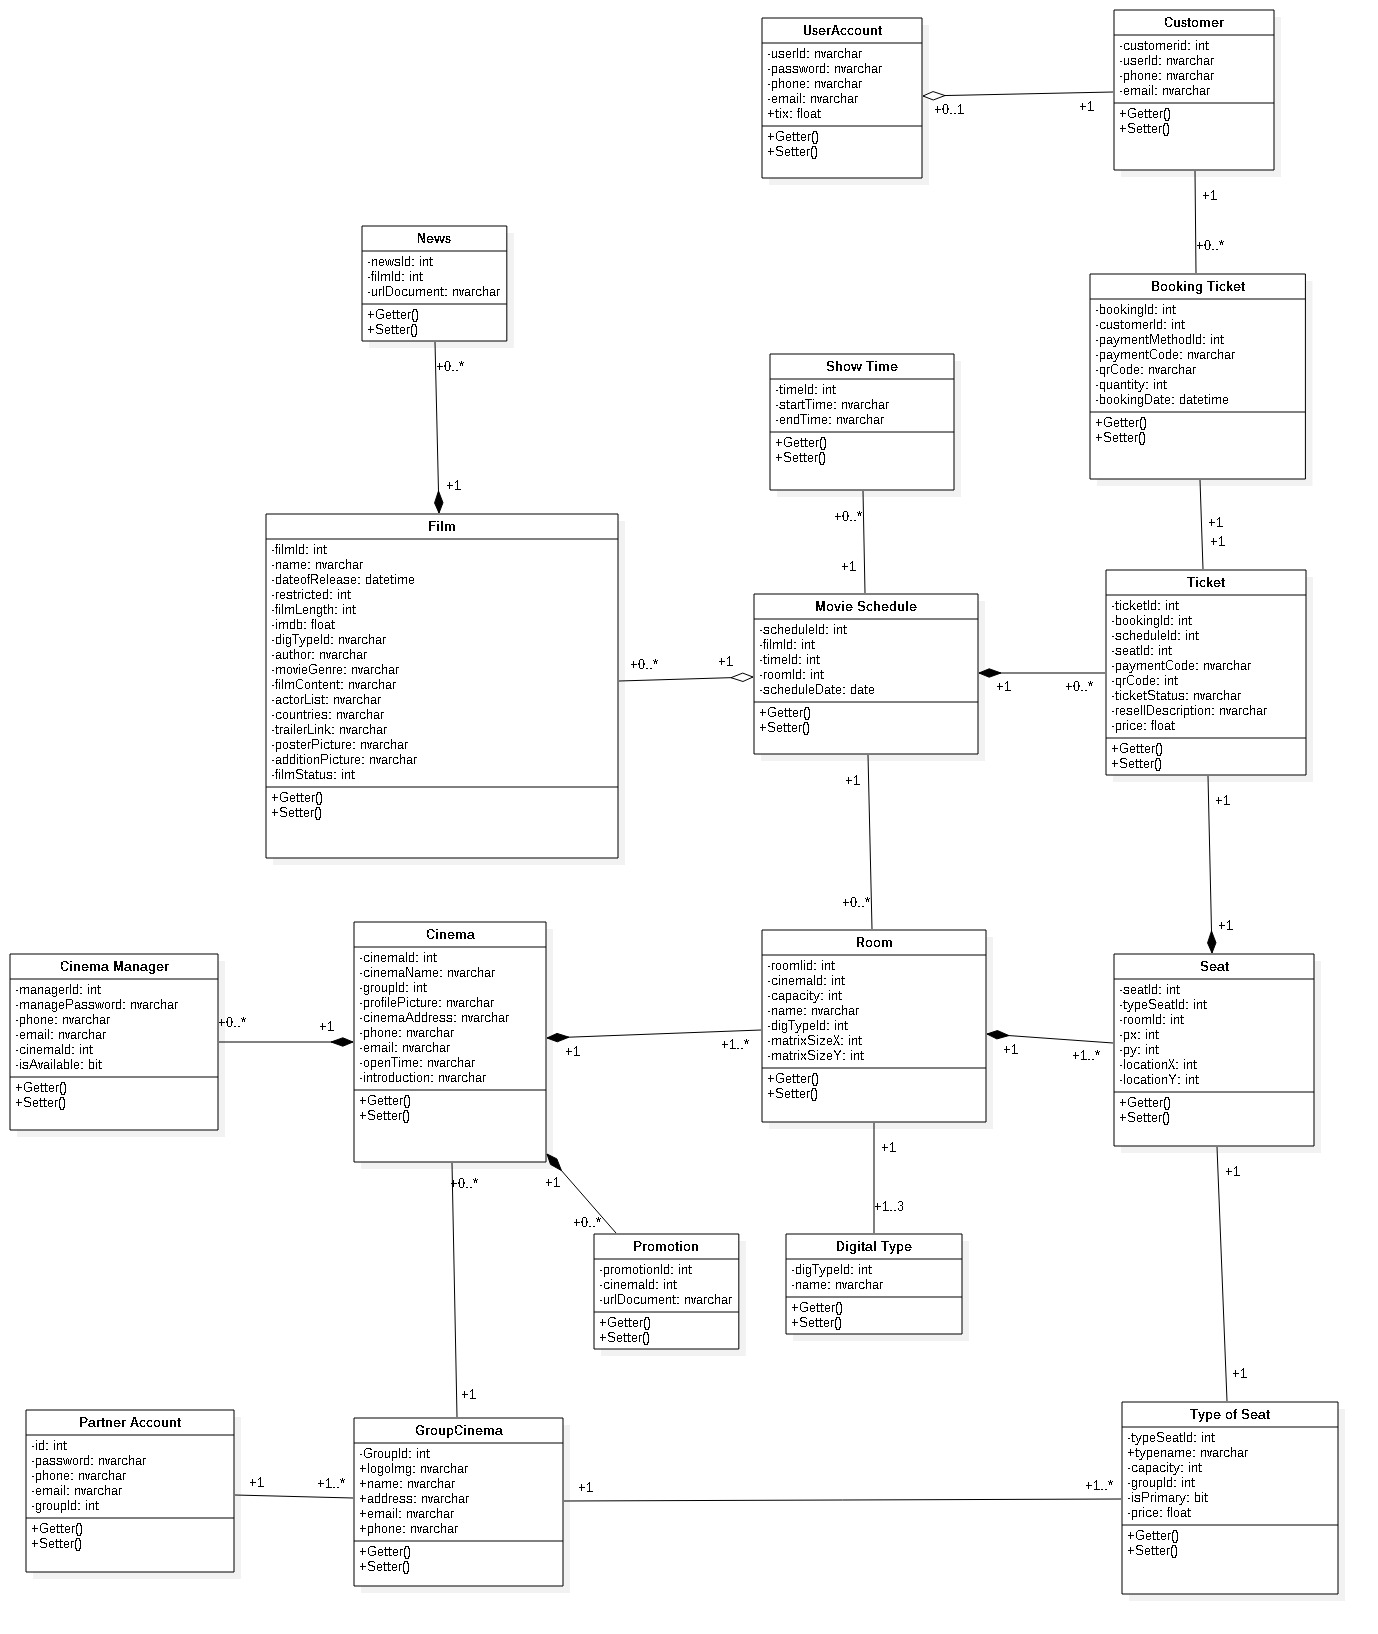 UserAccount
-userId: nvarchar
-password: nvarchar
-phone: nvarchar
-email: nvarchar
+tix: float
+Getter()
+Setter()
+0..1
+1
Customer
-customerid: int
-userId: nvarchar
-phone: nvarchar
-email: nvarchar
+Getter()
+Setter()
+1
+0..*
News
-newsId: int
-filmId: int
-urlDocument: nvarchar
+Getter()
+Setter()
+0..*
+1
Booking Ticket
-bookingId: int
-customerId: int
-paymentMethodId: int
-paymentCode: nvarchar
-qrCode: nvarchar
-quantity: int
-bookingDate: datetime
+Getter()
+Setter()
+1
+1
Show Time
-timeId: int
-startTime: nvarchar
-endTime: nvarchar
+Getter()
+Setter()
+0..*
+1
Film
-filmId: int
-name: nvarchar
-dateofRelease: datetime
-restricted: int
-filmLength: int
-imdb: float
-digTypeId: nvarchar
-author: nvarchar
-movieGenre: nvarchar
-filmContent: nvarchar
-actorList: nvarchar
-countries: nvarchar
-trailerLink: nvarchar
-posterPicture: nvarchar
-additionPicture: nvarchar
-filmStatus: int
+Getter()
+Setter()
+0..*
+1
Movie Schedule
-scheduleId: int
-filmId: int
-timeId: int
-roomId: int
-scheduleDate: date
+Getter()
+Setter()
+1
+0..*
+1
+0..*
Ticket
-ticketId: int
-bookingId: int
-scheduleId: int
-seatId: int
-paymentCode: nvarchar
-qrCode: int
-ticketStatus: nvarchar
-resellDescription: nvarchar
-price: float
+Getter()
+Setter()
+1
+1
Cinema Manager
-managerId: int
-managePassword: nvarchar
-phone: nvarchar
-email: nvarchar
-cinemaId: int
-isAvailable: bit
+Getter()
+Setter()
+0..*
+1
Cinema
-cinemaId: int
-cinemaName: nvarchar
-groupId: int
-profilePicture: nvarchar
-cinemaAddress: nvarchar
-phone: nvarchar
-email: nvarchar
-openTime: nvarchar
-introduction: nvarchar
+Getter()
+Setter()
+1
+1..*
+0..*
+1
+1
+0..*
Room
-roomIid: int
-cinemaId: int
-capacity: int
-name: nvarchar
-digTypeId: int
-matrixSizeX: int
-matrixSizeY: int
+Getter()
+Setter()
+1
+1..*
+1
+1..3
Seat
-seatId: int
-typeSeatId: int
-roomId: int
-px: int
-py: int
-locationX: int
-locationY: int
+Getter()
+Setter()
+1
+1
Promotion
-promotionId: int
-cinemaId: int
-urlDocument: nvarchar
+Getter()
+Setter()
Digital Type
-digTypeId: int
-name: nvarchar
+Getter()
+Setter()
Partner Account
-id: int
-password: nvarchar
-phone: nvarchar
-email: nvarchar
-groupId: int
+Getter()
+Setter()
+1
+1..*
GroupCinema
-GroupId: int
+logoImg: nvarchar
+name: nvarchar
+address: nvarchar
+email: nvarchar
+phone: nvarchar
+Getter()
+Setter()
+1
+1..*
Type of Seat
-typeSeatId: int
+typename: nvarchar
-capacity: int
-groupId: int
-isPrimary: bit
-price: float
+Getter()
+Setter()